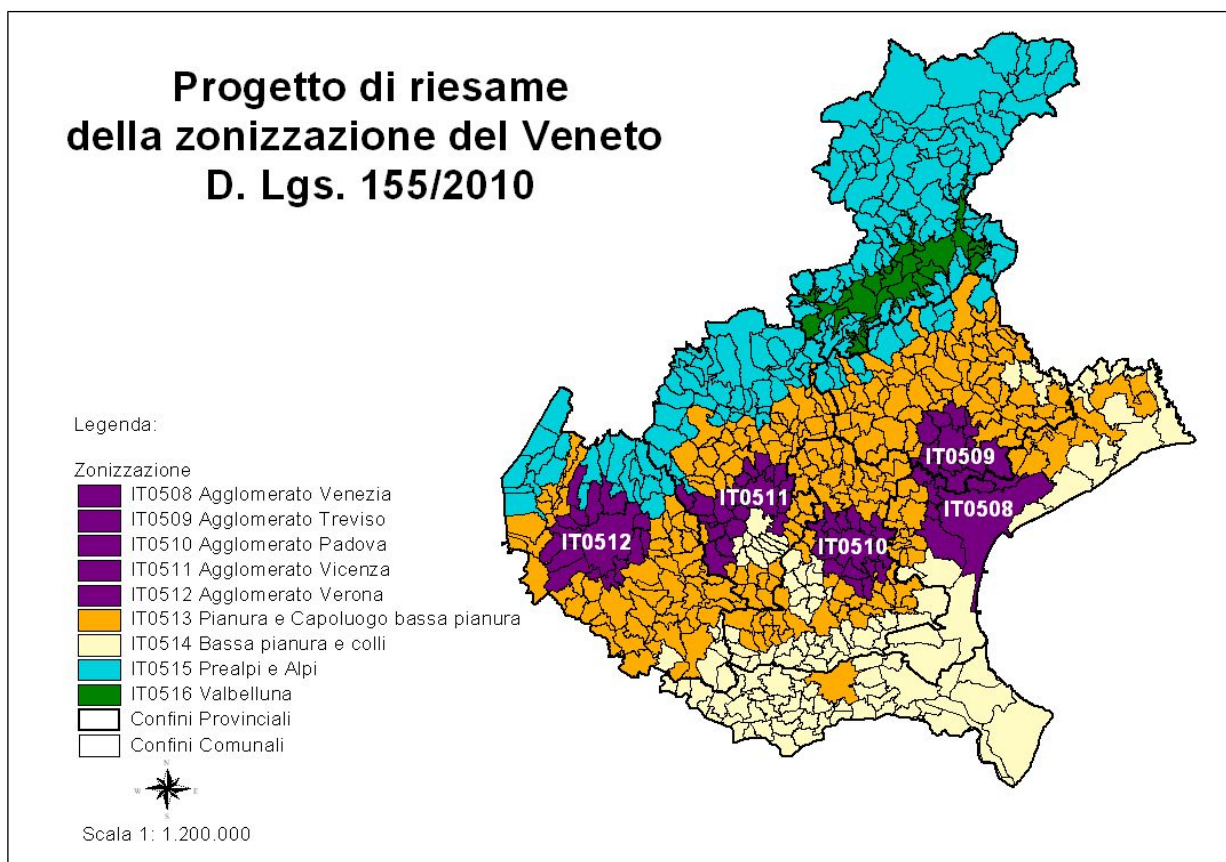 Progetto di riesame
della zonizzazione del Veneto
D. Lgs. 155/2010
IT0509
IT0511
IT0508
IT0512
IT0510
Legenda:
Zonizzazione
IT0508 Agglomerato Venezia
IT0509 Agglomerato Treviso
IT0510 Agglomerato Padova
IT0511 Agglomerato Vicenza
IT0512 Agglomerato Verona
IT0513 Pianura e Capoluogo bassa pianura
IT0514 Bassa pianura e colli
IT0515 Prealpi e Alpi
IT0516 Valbelluna
Confini Provinciali
Confini Comunali
N
W E
S
Scala 1: 1.200.000